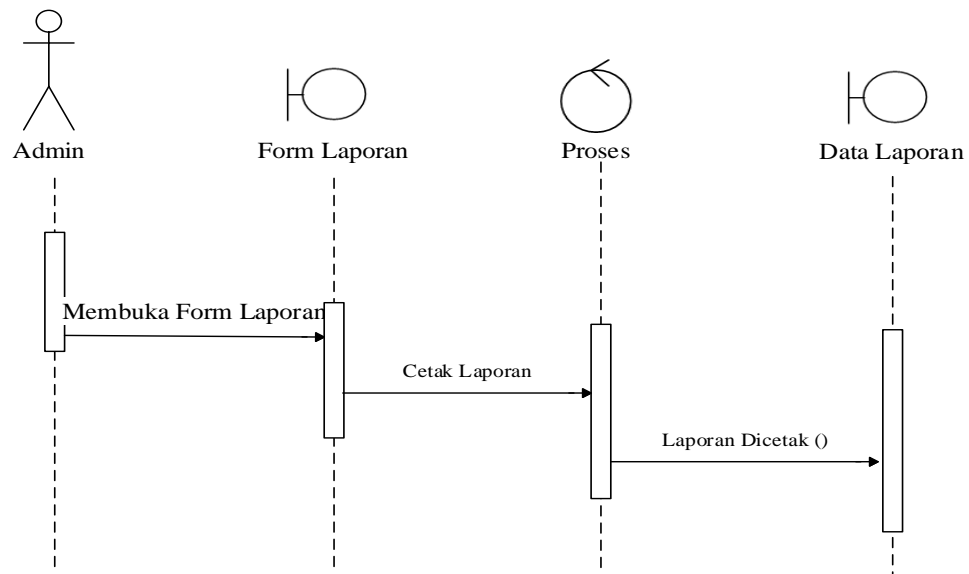 Admin
Form Laporan
Proses
Data Laporan
Membuka Form Laporan
Cetak Laporan
Laporan Dicetak ()